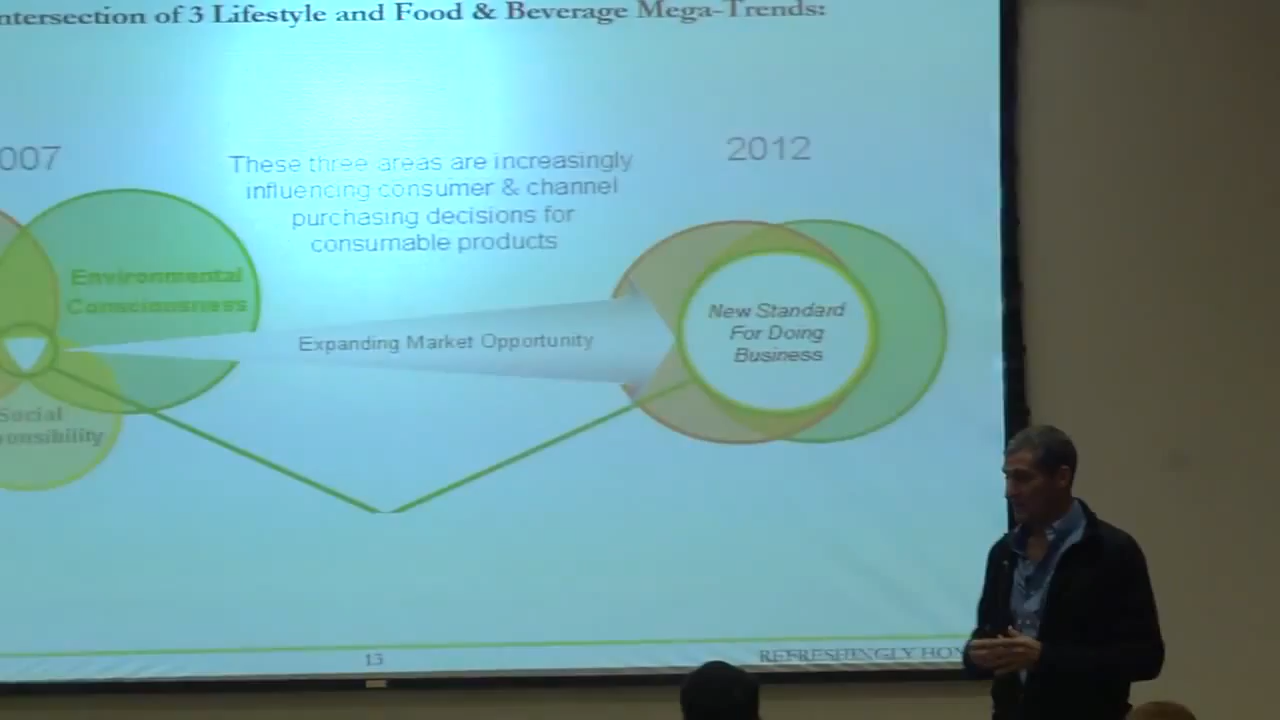 ntersection of 3 Lifestyle and Food & Beverage Mega-Trends:
007
These three areas are increasingly
influencing consumer & channel
purchasing decisions for
consumable products
2012
Environmental
Consciousness
Expanding Market Opportunity
New Standard
For Doing
Business
Social
onsibility
13
REFRESHINGLY HO